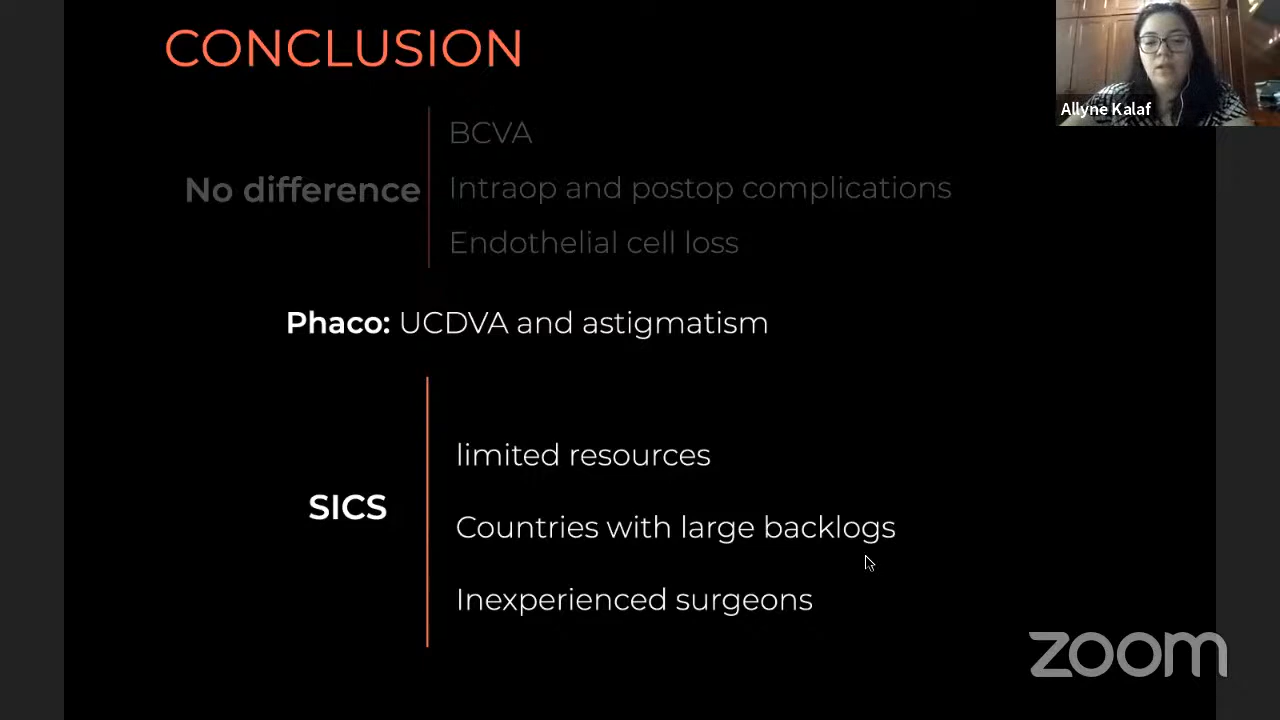 CONCLUSION
Allyne Kalaf
No difference
BCVA
Intraop and postop complications
Endothelial cell loss
Phaco: UCDVA and astigmatism
SICS
limited resources
Countries with large backlogs
Inexperienced surgeons
zoom